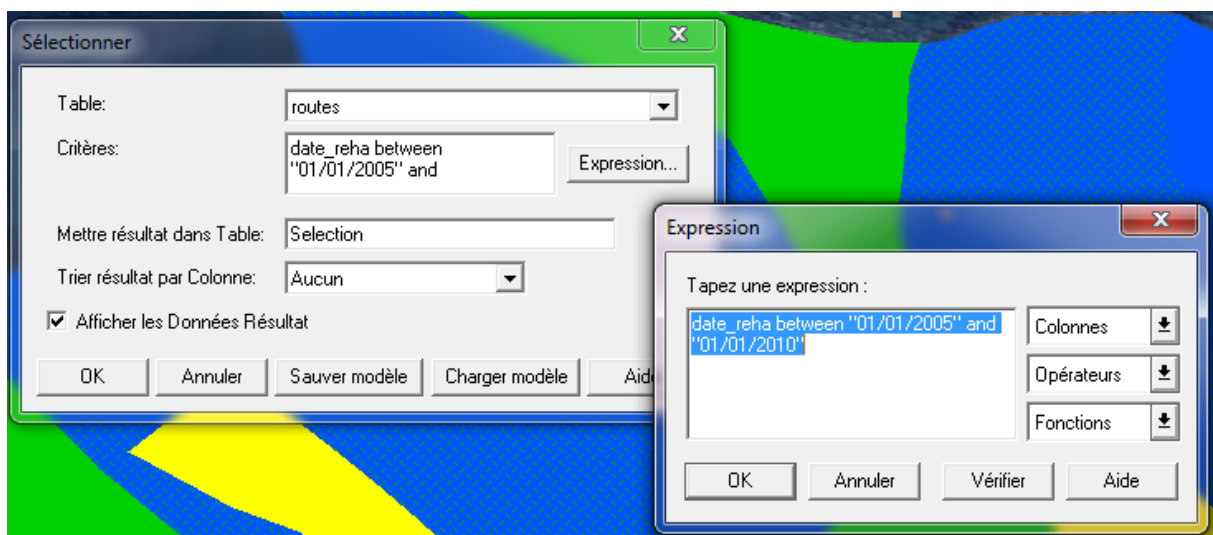 Sélectionner
Table:
routes
Critères:
date_reha between
"01/01/2005" and
Expression...
Mettre résultat dans Table:
Selection
Trier résultat par Colonne:
Aucun
Afficher les Données Résultat
OK
Annuler
Sauver modèle
Charger modèle
Aide
Expression
Tapez une expression :
date_reha between "01/01/2005" and
"01/01/2010"
Colonnes
Opérateurs
Fonctions
OK
Annuler
Vérifier
Aide